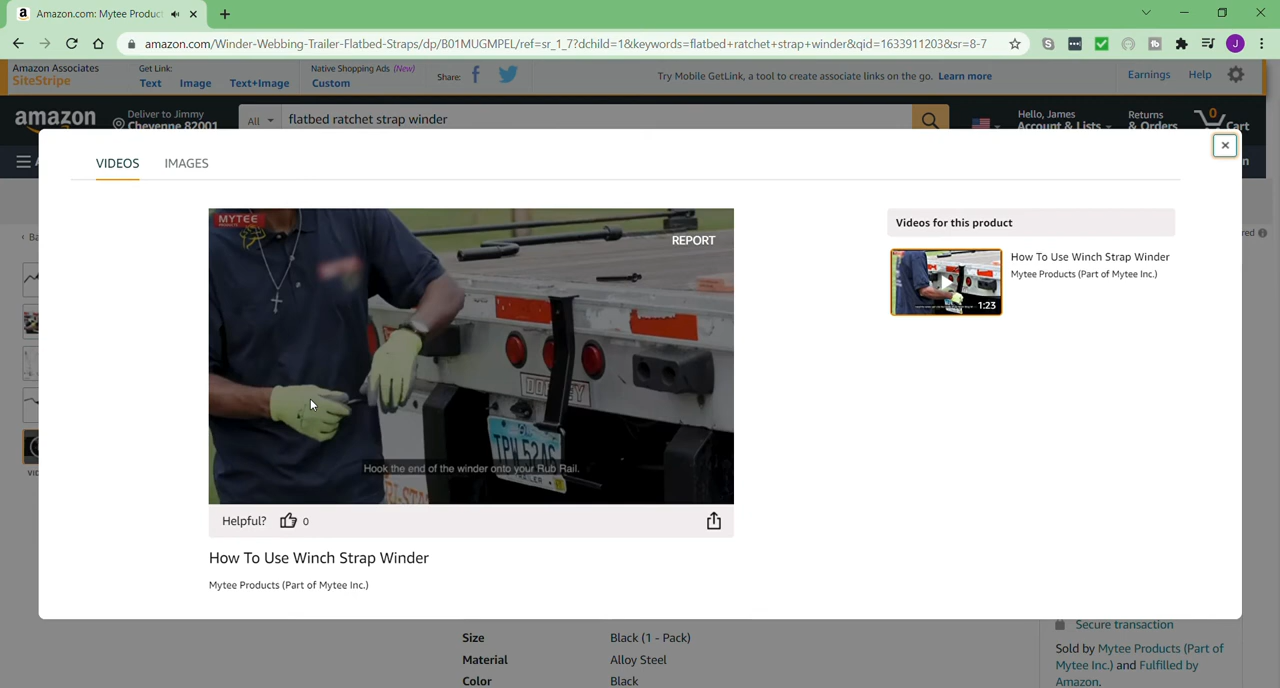 Amazon.com: Mytee Produc
amazon.com/Winder-Webbing-Trailer-Flatbed-Straps/dp/B01MUGMPEL/ref=sr_1_7?dchild=1&keywords=flatbed+ratchet+strap+winder&qid=1633911203&sr=8-7
Amazon Associates
SiteStripe
Get Link:
Text Image Text+Image
Native Shopping Ads (New)
Custom
Share:
Try Mobile GetLink, a tool to create associate links on the go. Learn more
Earnings Help
amazon
Deliver to Jimmy
Cheyenne 82001
All
flatbed ratchet strap winder
Hello, James
Account & Lists
Returns
& Orders
0
Cart
VIDEOS IMAGES
MYTEE
PRODUCTS
REPORT
DORSEY
TRAILER
Hook the end of the winder onto your Rub Rail.
Helpful? 0
How To Use Winch Strap Winder
Mytee Products (Part of Mytee Inc.)
Videos for this product
1:23
How To Use Winch Strap Winder
Mytee Products (Part of Mytee Inc.)
Size Black (1 - Pack)
Material Alloy Steel
Color Black
Secure transaction
Sold by Mytee Products (Part of
Mytee Inc.) and Fulfilled by
Amazon.